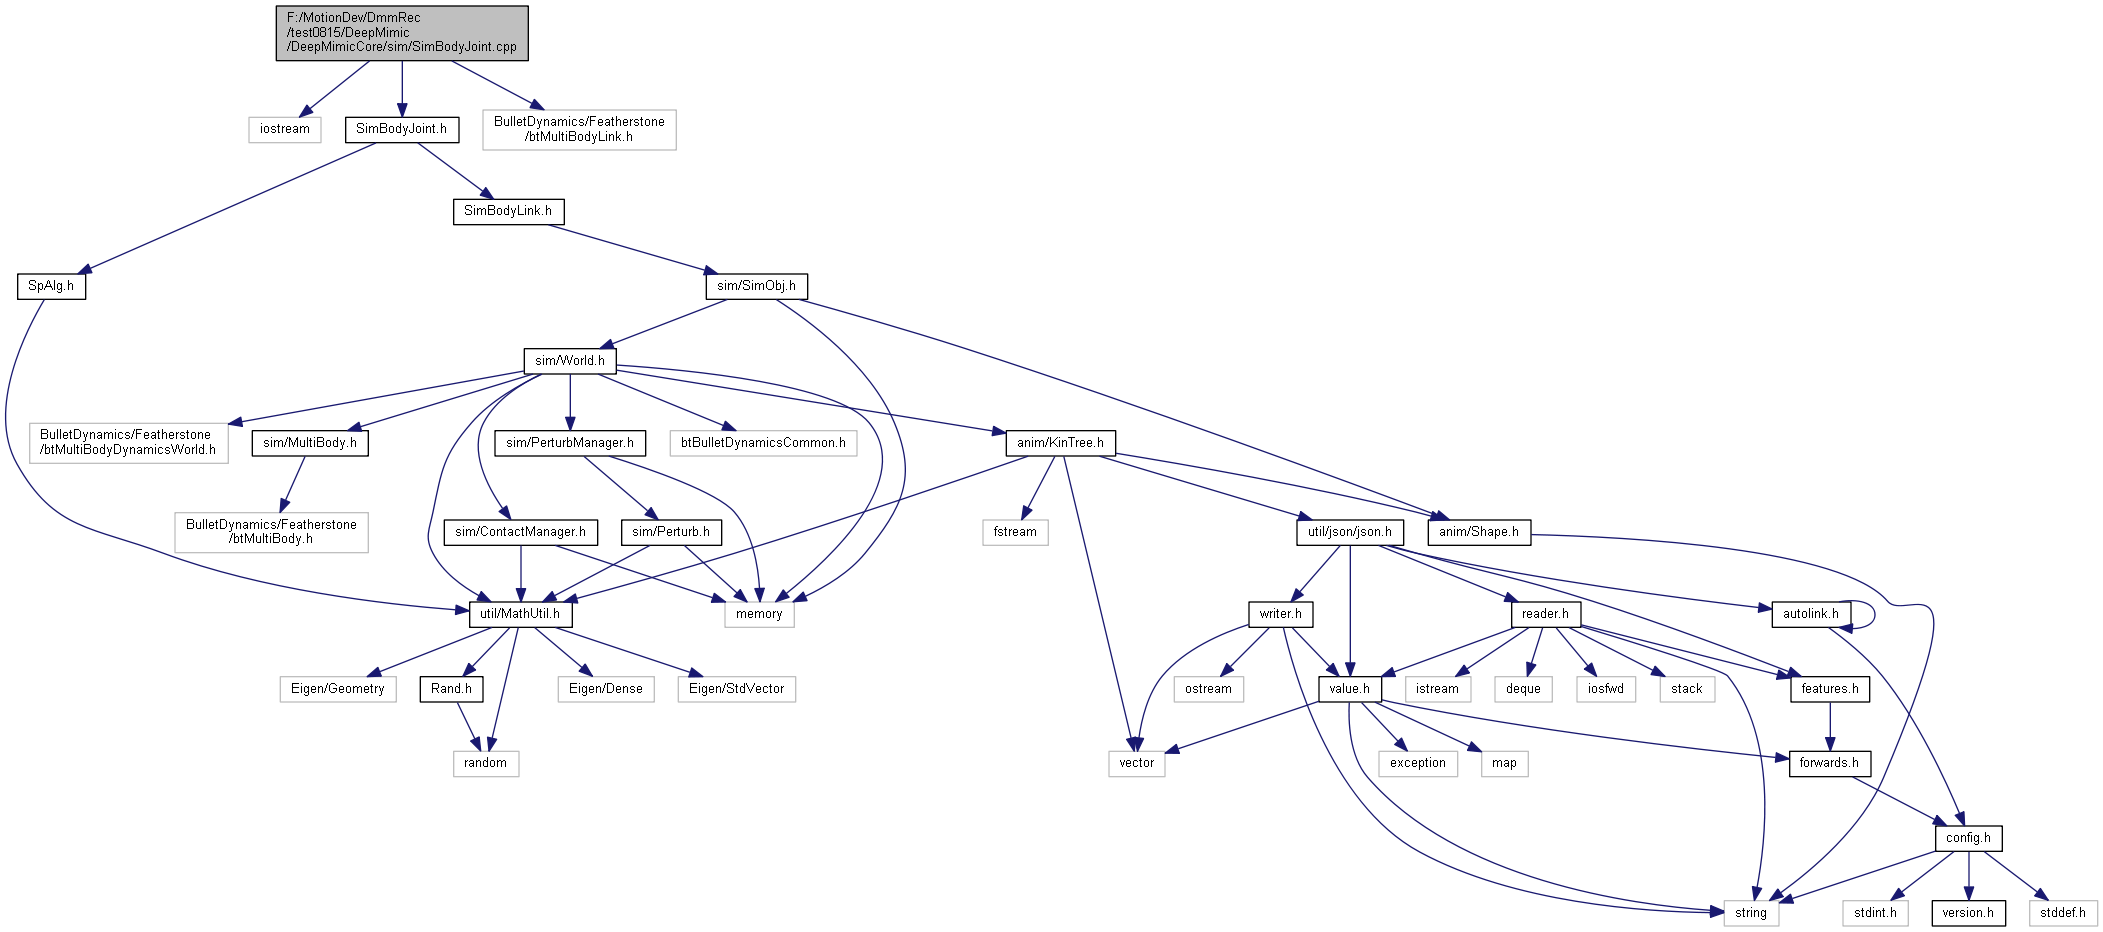 F:/MotionDew/DmmRec
/test0815/DeepMimic
/DeepMimicCore/sim/SimBodyJoint.cpp
iostream
SimBodyJoint.h
BulletDynamics/Featherstone
/btMultiBodyLink.h
SimBodyLink.h
SpAlg.h
sim/SimObj.h
sim/World.h
BulletDynamics/Featherstone
/btMultiBodyDynamicsWorld.h
sim/MultiBody.h
sim/PerturbManager.h
btBulletDynamicsCommon.h
anim/KinTree.h
BulletDynamics/Featherstone
/btMultiBody.h
sim/ContactManager.h
sim/Perturb.h
fstream
util/json/json.h
anim/Shape.h
util/MathUtil.h
memory
writer.h
reader.h
autolink.h
Eigen/Geometry
Rand.h
Eigen/Dense
Eigen/StdVector
ostream
value.h
istream
deque
iosfwd
stack
features.h
random
vector
exception
map
forwards.h
config.h
string
stdint.h
version.h
stddef.h